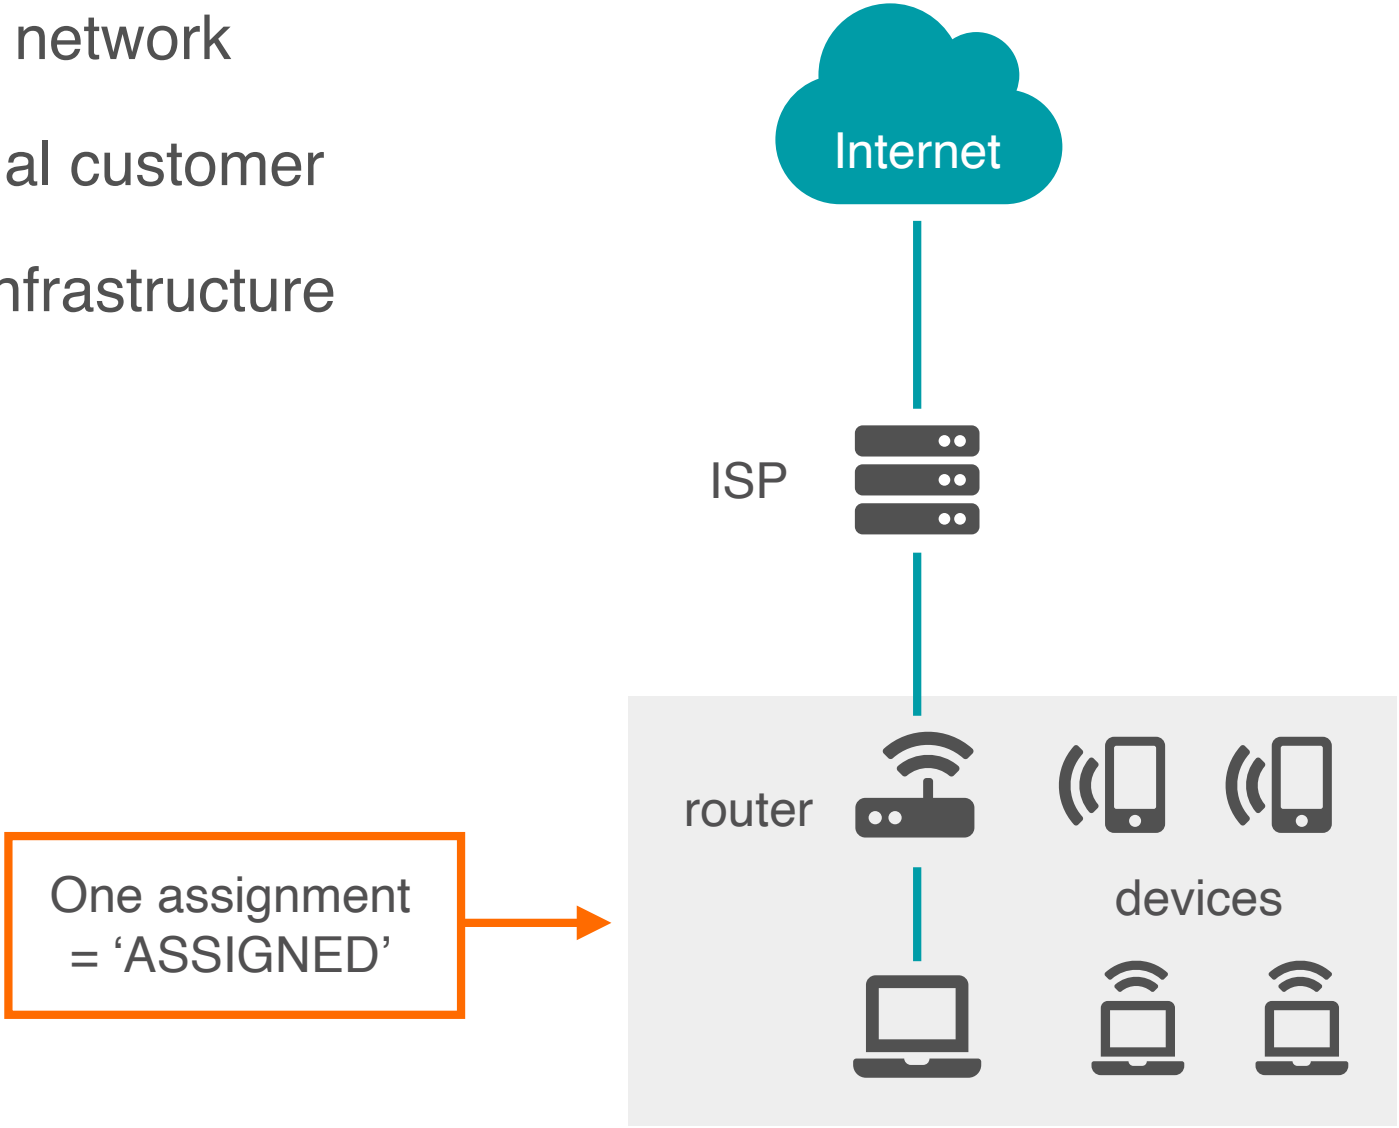 network
al customer
nfrastructure
Internet
ISP
router
devices
One assignment
= ‘ASSIGNED’